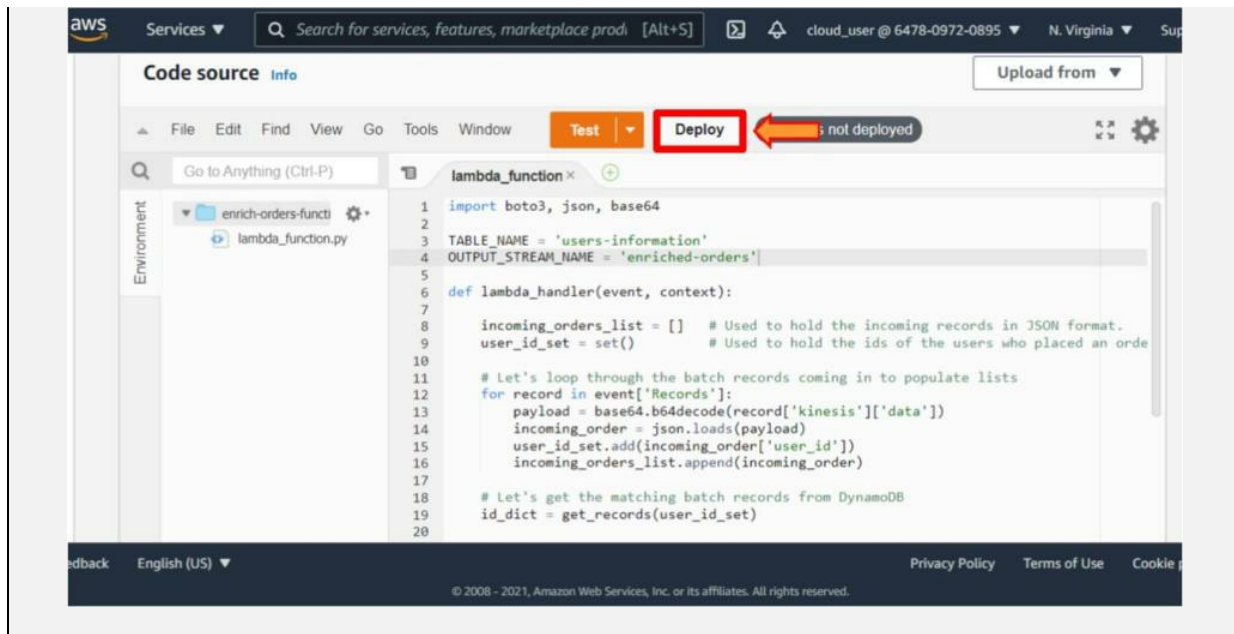 aws Services ▼ Search for services, features, marketplace prod [Alt+S] cloud_user @ 6478-0972-0895 ▼ N. Virginia ▼
Code source Info Upload from ▼
File Edit Find View Go Tools Window Test Deploy not deployed
Go to Anything (Ctrl-P) lambda_function ×
Environment
enrich-orders-functi
lambda_function.py
1 import boto3, json, base64
2
3 TABLE_NAME = 'users-information'
4 OUTPUT_STREAM_NAME = 'enriched-orders'
5
6 def lambda_handler(event, context):
7
8 incoming_orders_list = [] # Used to hold the incoming records in JSON format.
9 user_id_set = set() # Used to hold the ids of the users who placed an orde
10
11 # Let's loop through the batch records coming in to populate lists
12 for record in event['Records']:
13 payload = base64.b64decode(record['kinesis']['data'])
14 incoming_order = json.loads(payload)
15 user_id_set.add(incoming_order['user_id'])
16 incoming_orders_list.append(incoming_order)
17
18 # Let's get the matching batch records from DynamoDB
19 id_dict = get_records(user_id_set)
20
edback English (US) ▼ Privacy Policy Terms of Use Cookie
© 2008 - 2021, Amazon Web Services, Inc. or its affiliates. All rights reserved.